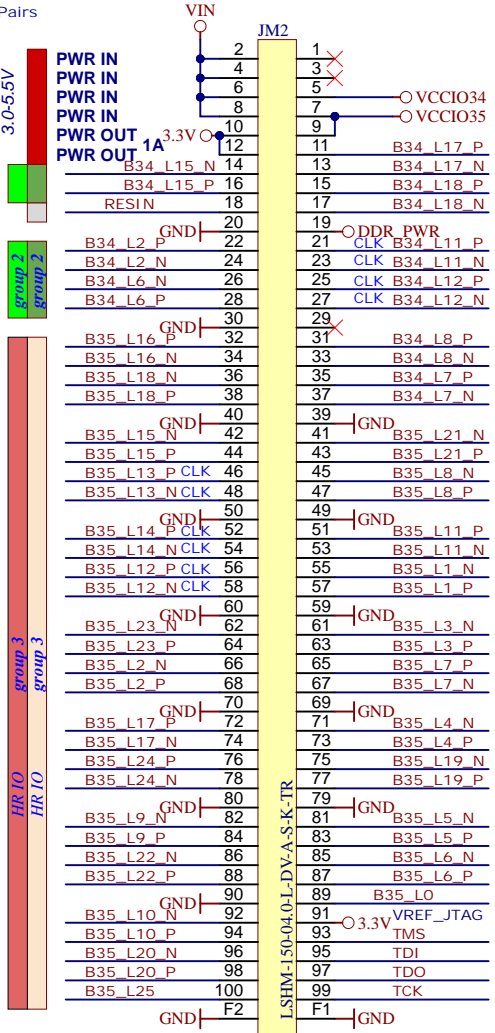 Pairs
VIN
JM2
3.0-5.5V
PWR IN 2 1
PWR IN 4 3
PWR IN 6 5 VCCIO34
PWR IN 8 7 VCCIO35
PWR OUT 3.3V 10 9
PWR OUT 1A 12 11 B34_L17_P
B34_L15_N 14 13 B34_L17_N
B34_L15_P 16 15 B34_L18_P
RESIN 18 17 B34_L18_N
GND 20 19 DDR_PWR
B34_L2_P 22 21 CLK B34_L11_P
B34_L2_N 24 23 CLK B34_L11_N
B34_L6_N 26 25 CLK B34_L12_P
B34_L6_P 28 27 CLK B34_L12_N
group 2
group 2
GND 30 29
B35_L16_P 32 31 B34_L8_P
B35_L16_N 34 33 B34_L8_N
B35_L18_N 36 35 B34_L7_P
B35_L18_P 38 37 B34_L7_N
GND 40 39 GND
B35_L15_N 42 41 B35_L21_N
B35_L15_P 44 43 B35_L21_P
B35_L13_P CLK 46 45 B35_L8_N
B35_L13_N CLK 48 47 B35_L8_P
GND 50 49 GND
B35_L14_P CLK 52 51 B35_L11_P
B35_L14_N CLK 54 53 B35_L11_N
B35_L12_P CLK 56 55 B35_L1_N
B35_L12_N CLK 58 57 B35_L1_P
GND 60 59 GND
B35_L23_N 62 61 B35_L3_N
B35_L23_P 64 63 B35_L3_P
B35_L2_N 66 65 B35_L7_P
B35_L2_P 68 67 B35_L7_N
group 3
group 3
GND 70 69 GND
B35_L17_P 72 71 B35_L4_N
B35_L17_N 74 73 B35_L4_P
B35_L24_P 76 75 B35_L19_N
B35_L24_N 78 77 B35_L19_P
HR IO
HR IO
GND 80 79 GND
B35_L9_N 82 81 B35_L5_N
B35_L9_P 84 83 B35_L5_P
B35_L22_N 86 85 B35_L6_N
B35_L22_P 88 87 B35_L6_P
GND 90 89 B35_L0
B35_L10_N 92 91 3.3V VREF_JTAG
B35_L10_P 94 93 TMS
B35_L20_N 96 95 TDI
B35_L20_P 98 97 TDO
B35_L25 100 99 TCK
GND F2 F1 GND
LSHM-150-04.0-L-DV-A-S-K-TR